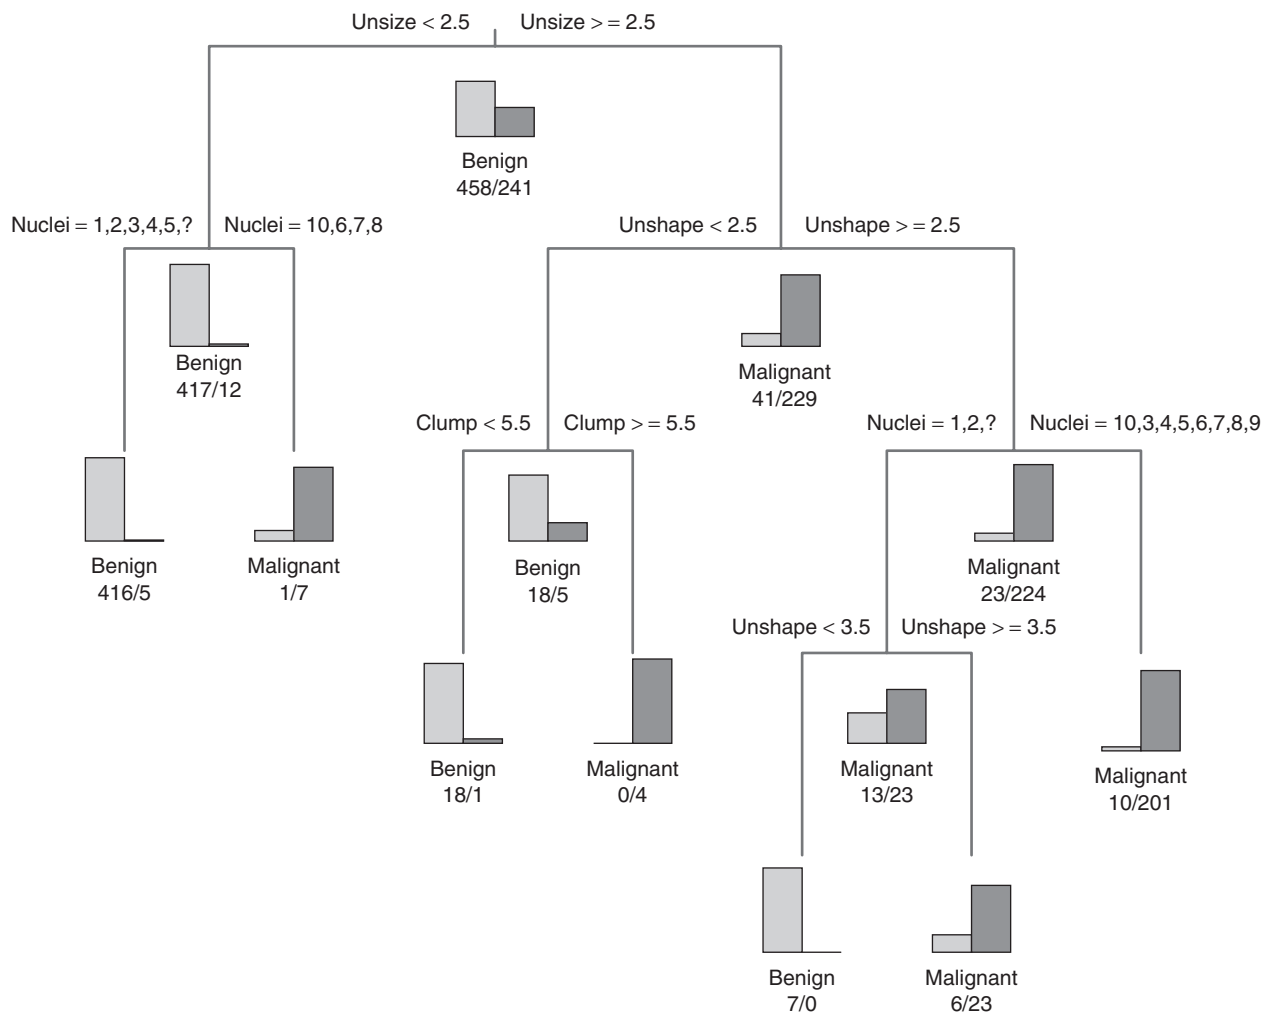 Unsize < 2.5
Unsize > = 2.5
Benign
458/241
Nuclei = 1,2,3,4,5,?
Nuclei = 10,6,7,8
Unshape < 2.5
Unshape > = 2.5
Benign
417/12
Malignant
41/229
Clump < 5.5
Clump > = 5.5
Nuclei = 1,2,?
Nuclei = 10,3,4,5,6,7,8,9
Benign
416/5
Malignant
1/7
Benign
18/5
Malignant
23/224
Unshape < 3.5
Unshape > = 3.5
Benign
18/1
Malignant
0/4
Malignant
13/23
Malignant
10/201
Benign
7/0
Malignant
6/23